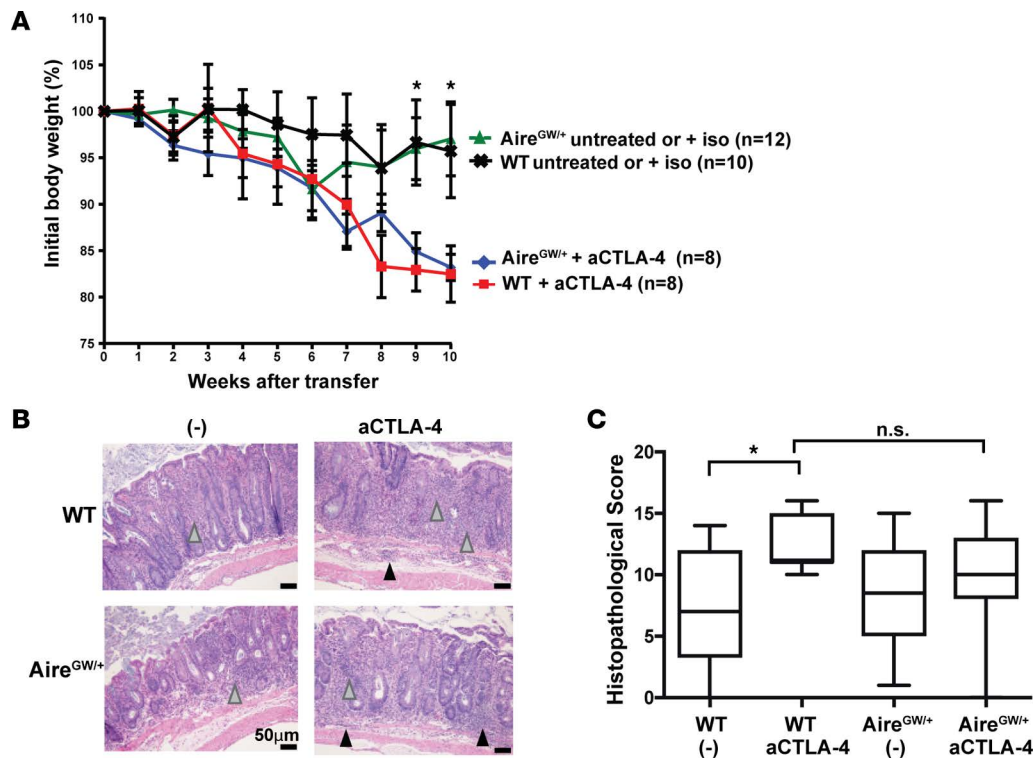 A
Initial body weight (%)
110
105
100
95
90
85
80
75
* *
0 1 2 3 4 5 6 7 8 9 10
Weeks after transfer
Aire^GW/+ untreated or + iso (n=12)
WT untreated or + iso (n=10)
Aire^GW/+ + aCTLA-4 (n=8)
WT + aCTLA-4 (n=8)
B
(-) aCTLA-4
WT
Aire^GW/+
50µm
C
Histopathological Score
20
15
10
5
0
*
n.s.
WT (-)
WT aCTLA-4
Aire^GW/+ (-)
Aire^GW/+ aCTLA-4